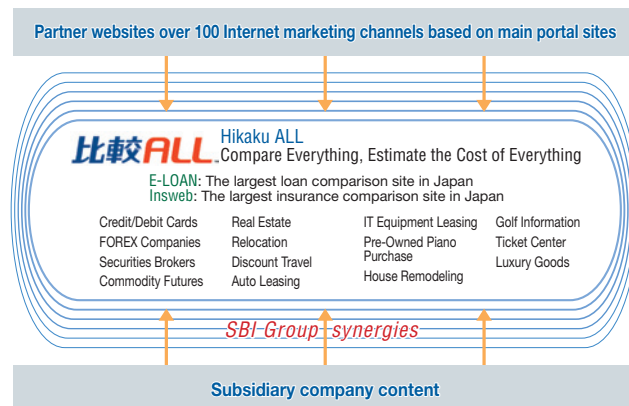 Partner websites over 100 Internet marketing channels based on main portal sites
比較ALL™
Hikaku ALL
Compare Everything, Estimate the Cost of Everything
E-LOAN: The largest loan comparison site in Japan
Insweb: The largest insurance comparison site in Japan
Credit/Debit Cards
FOREX Companies
Securities Brokers
Commodity Futures
Real Estate
Relocation
Discount Travel
Auto Leasing
IT Equipment Leasing
Pre-Owned Piano
Purchase
House Remodeling
Golf Information
Ticket Center
Luxury Goods
SBI Group synergies
Subsidiary company content